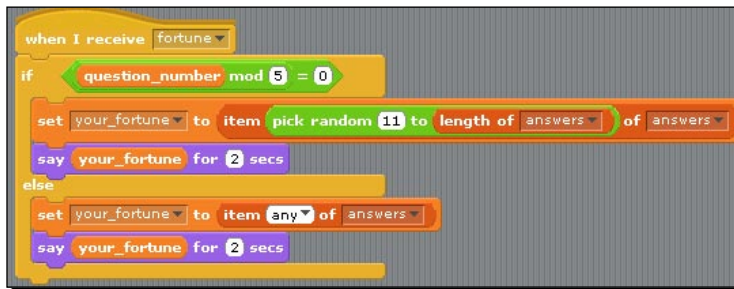 when I receive fortune
if question_number mod 5 = 0
set your_fortune to item pick random 11 to length of answers of answers
say your_fortune for 2 secs
else
set your_fortune to item any of answers
say your_fortune for 2 secs